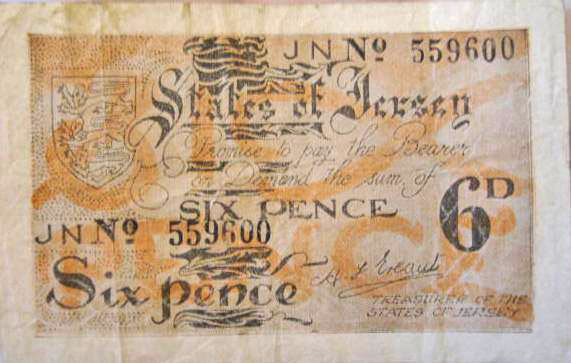 JN Nº 559600
States of Jersey
Promise to pay the Bearer
on Demand the sum of
SIX PENCE
6D
JN Nº 559600
Six pence
TREASURER OF THE
STATES OF JERSEY